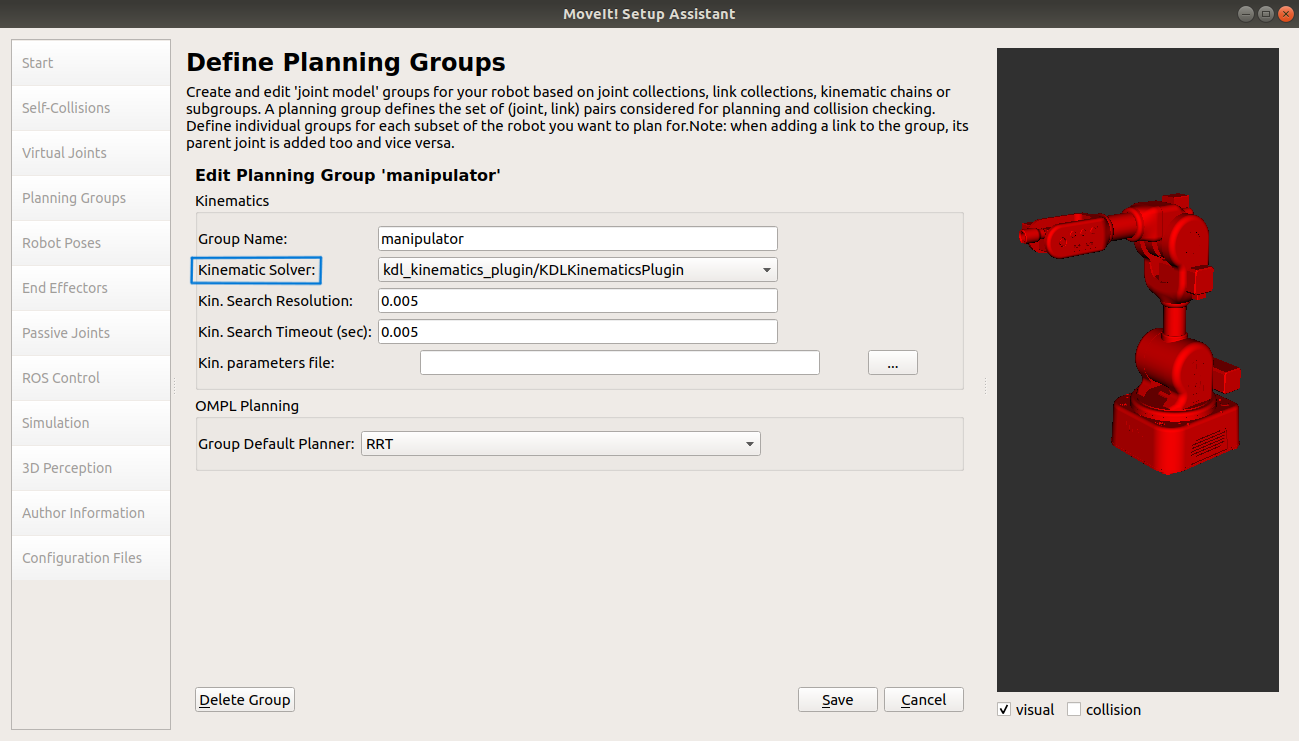 MoveIt! Setup Assistant
Start
Self-Collisions
Virtual Joints
Planning Groups
Robot Poses
End Effectors
Passive Joints
ROS Control
Simulation
3D Perception
Author Information
Configuration Files
Define Planning Groups
Create and edit 'joint model' groups for your robot based on joint collections, link collections, kinematic chains or
subgroups. A planning group defines the set of (joint, link) pairs considered for planning and collision checking.
Define individual groups for each subset of the robot you want to plan for.Note: when adding a link to the group, its
parent joint is added too and vice versa.
Edit Planning Group 'manipulator'
Kinematics
Group Name: manipulator
Kinematic Solver: kdl_kinematics_plugin/KDLKinematicsPlugin
Kin. Search Resolution: 0.005
Kin. Search Timeout (sec): 0.005
Kin. parameters file: ...
OMPL Planning
Group Default Planner: RRT
Delete Group Save Cancel
visual collision